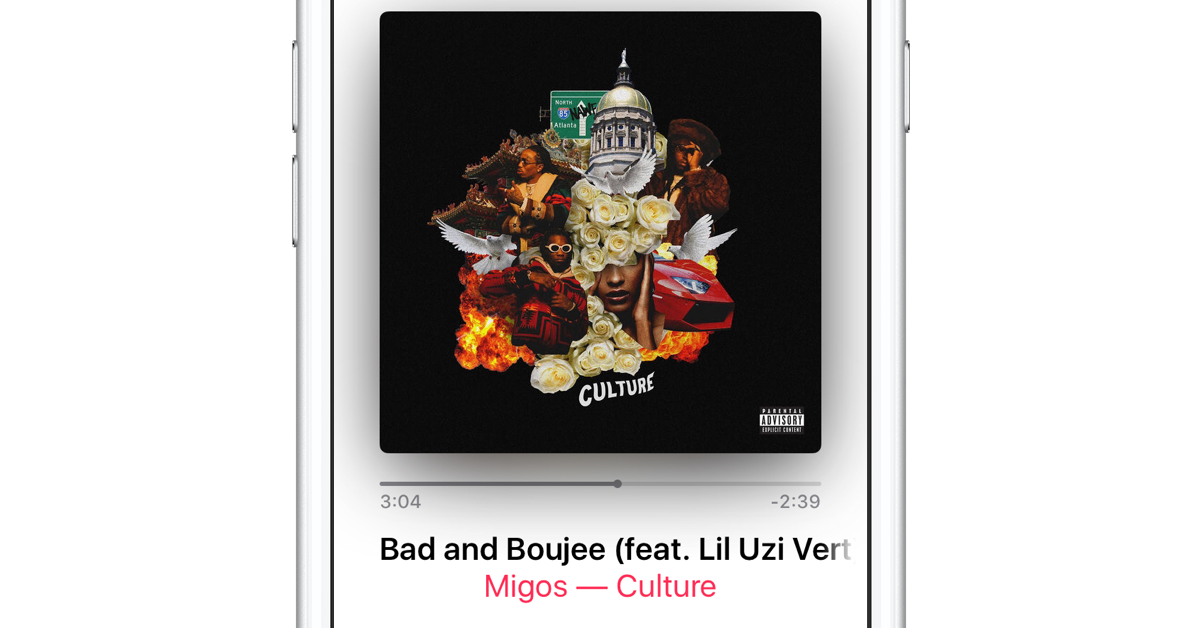 NORTH
85
Atlanta
CULTURE
PARENTAL
ADVISORY
EXPLICIT CONTENT
3:04
-2:39
Bad and Boujee (feat. Lil Uzi Vert
Migos — Culture